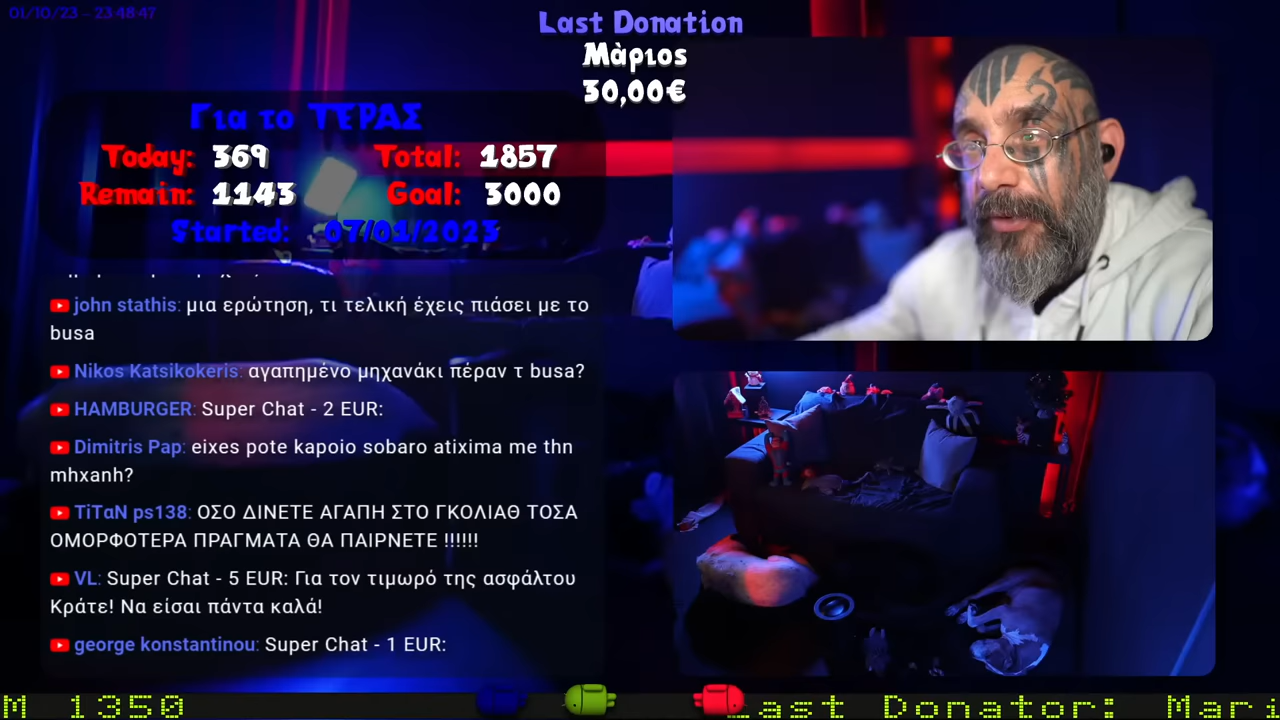 01/10/23 - 23:48:47
Last Donation
Μàριος
30,00€
Για το ΤΕΡΑΣ
Today: 369 Total: 1857
Remain: 1143 Goal: 3000
Started: 07/01/2023
john stathis: μια ερώτηση, τι τελική έχεις πιάσει με το
busa
Nikos Katsikokeris: αγαπημένο μηχανάκι πέραν τ busa?
HAMBURGER: Super Chat - 2 EUR:
Dimitris Pap: eixes pote kapoio sobaro atixima me thn
mhxanh?
TiTαN ps138: ΟΣΟ ΔΙΝΕΤΕ ΑΓΑΠΗ ΣΤΟ ΓΚΟΛΙΑΘ ΤΟΣΑ
ΟΜΟΡΦΟΤΕΡΑ ΠΡΑΓΜΑΤΑ ΘΑ ΠΑΙΡΝΕΤΕ !!!!!!
VL: Super Chat - 5 EUR: Για τον τιμωρό της ασφάλτου
Κράτε! Να είσαι πάντα καλά!
george konstantinou: Super Chat - 1 EUR:
M 1350 Last Donator: Mari